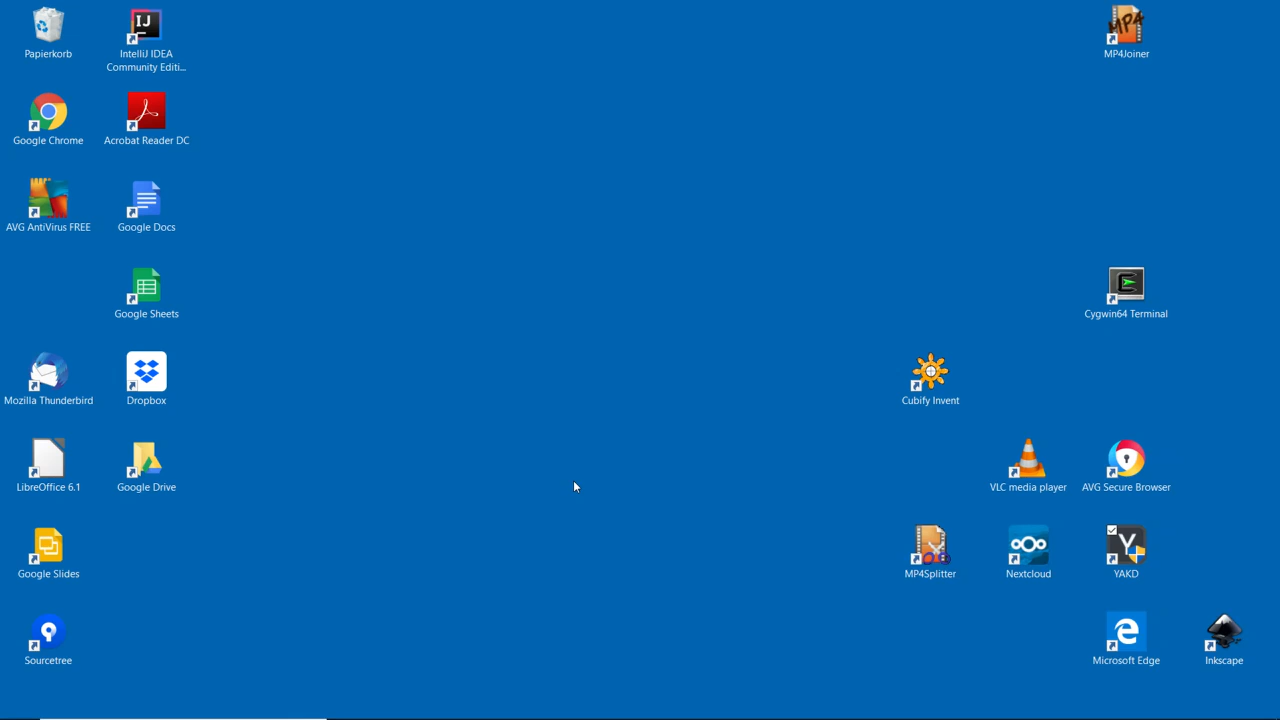 Papierkorb
IntelliJ IDEA
Community Editi...
MP4
MP4Joiner
Google Chrome
Acrobat Reader DC
AVG AntiVirus FREE
Google Docs
Google Sheets
Cygwin64 Terminal
Mozilla Thunderbird
Dropbox
Cubify Invent
LibreOffice 6.1
Google Drive
VLC media player
AVG Secure Browser
Google Slides
MP4Splitter
Nextcloud
YAKD
Sourcetree
Microsoft Edge
Inkscape